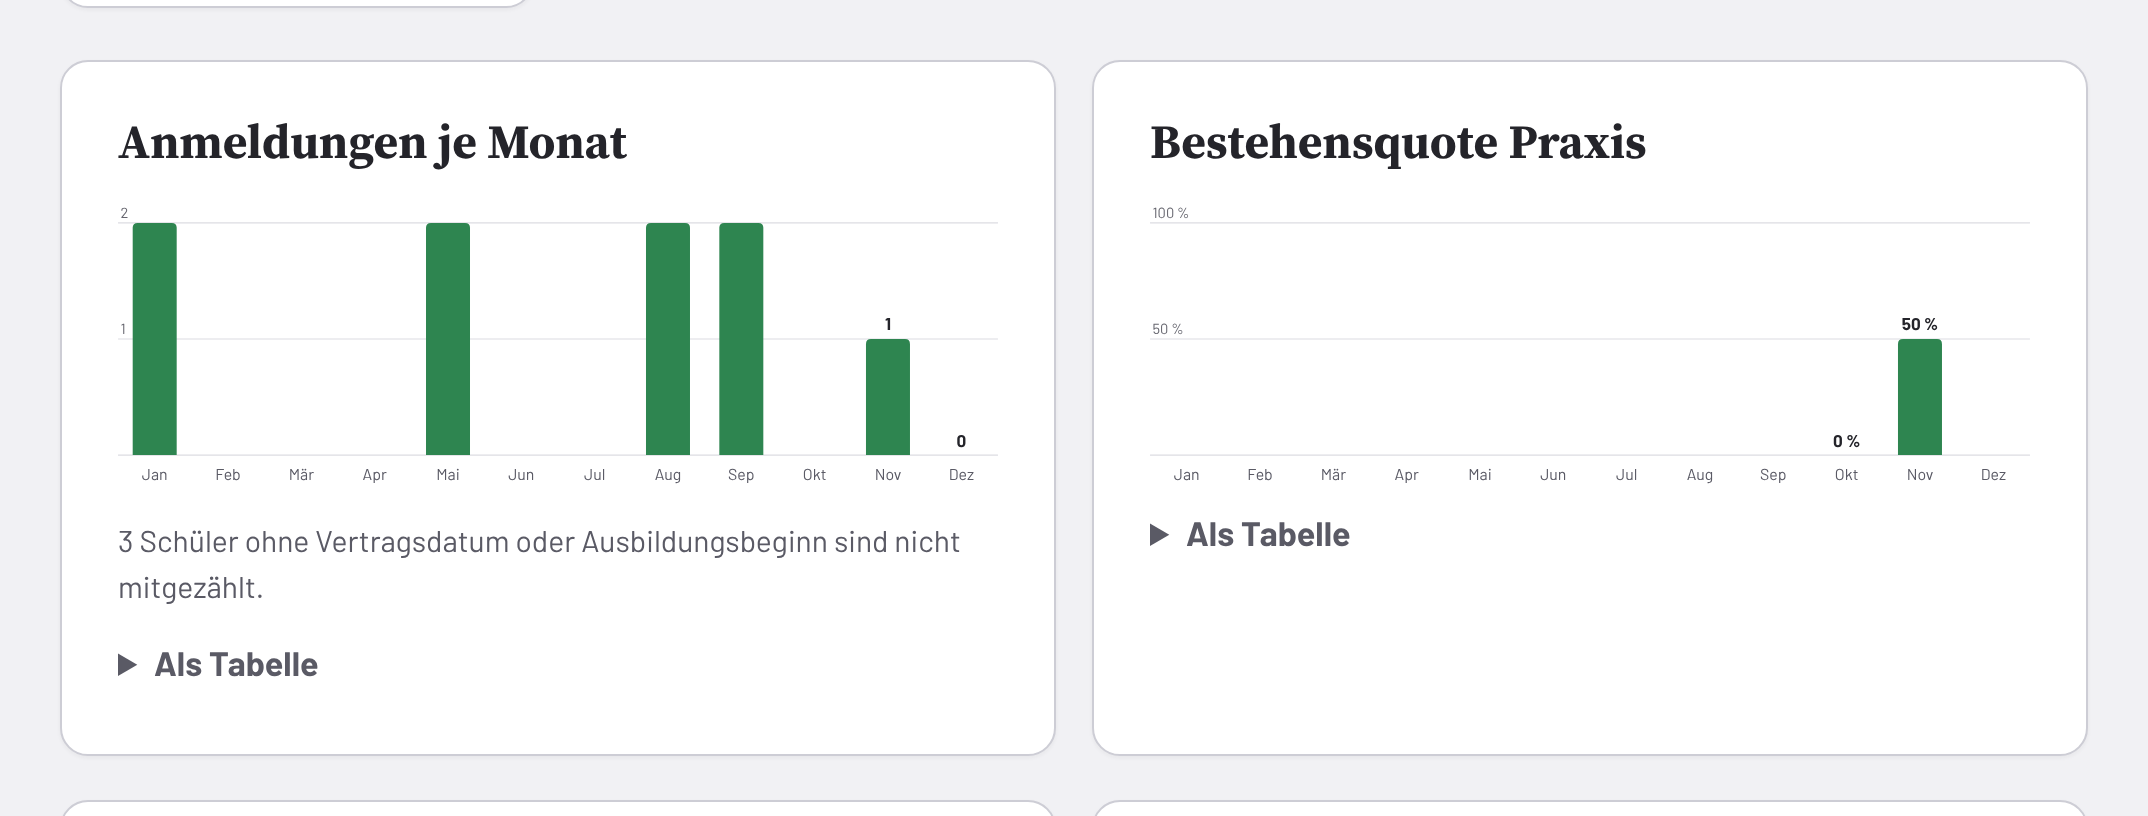 Anmeldungen je Monat
2
1
1
0
Jan Feb Mär Apr Mai Jun Jul Aug Sep Okt Nov Dez
3 Schüler ohne Vertragsdatum oder Ausbildungsbeginn sind nicht
mitgezählt.
Als Tabelle
Bestehensquote Praxis
100 %
50 %
50 %
0 %
Jan Feb Mär Apr Mai Jun Jul Aug Sep Okt Nov Dez
Als Tabelle